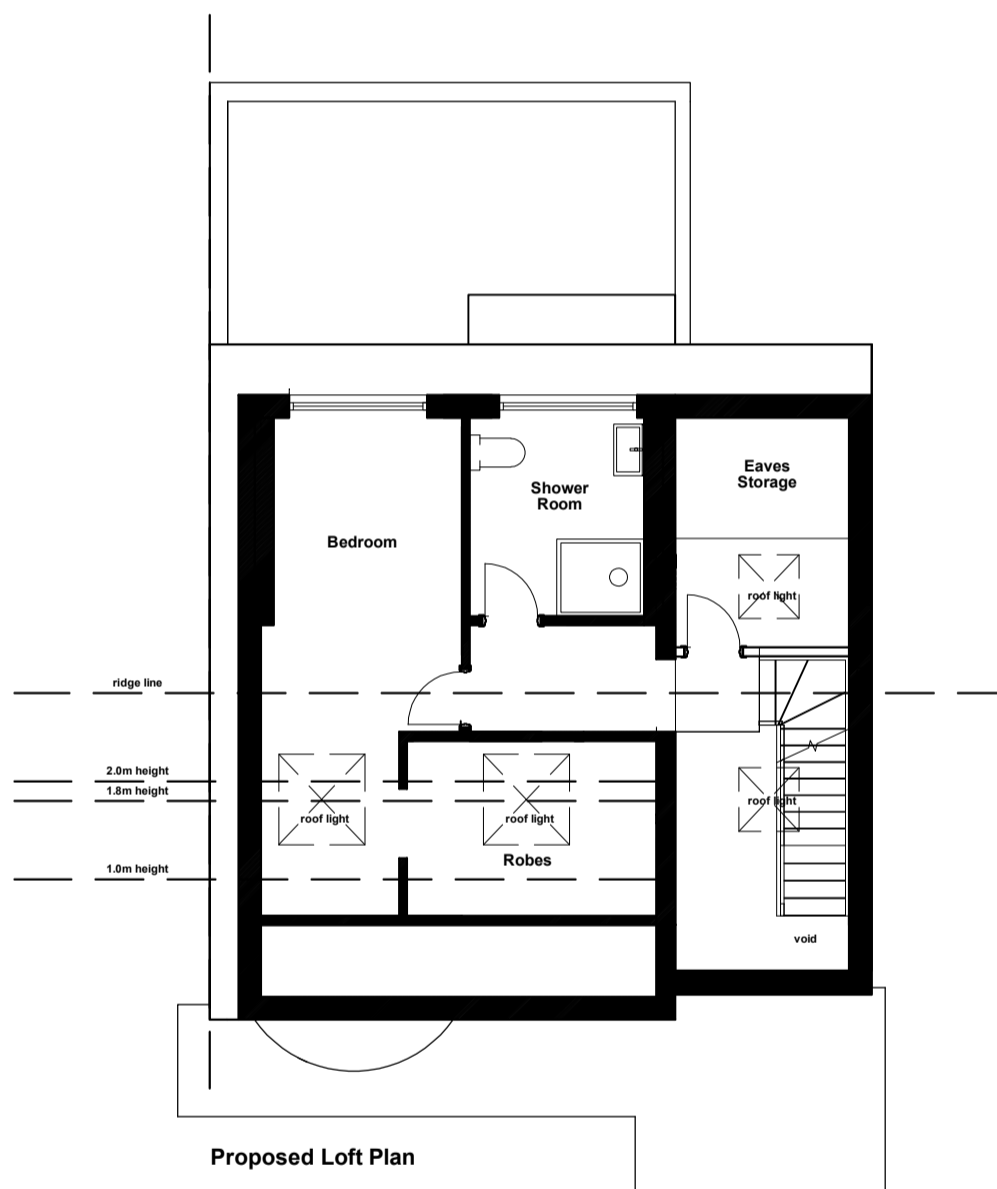 Eaves
Storage
Shower
Room
Bedroom
roof light
ridge line
2.0m height
1.8m height
roof light
roof light
roof light
Robes
1.0m height
void
Proposed Loft Plan